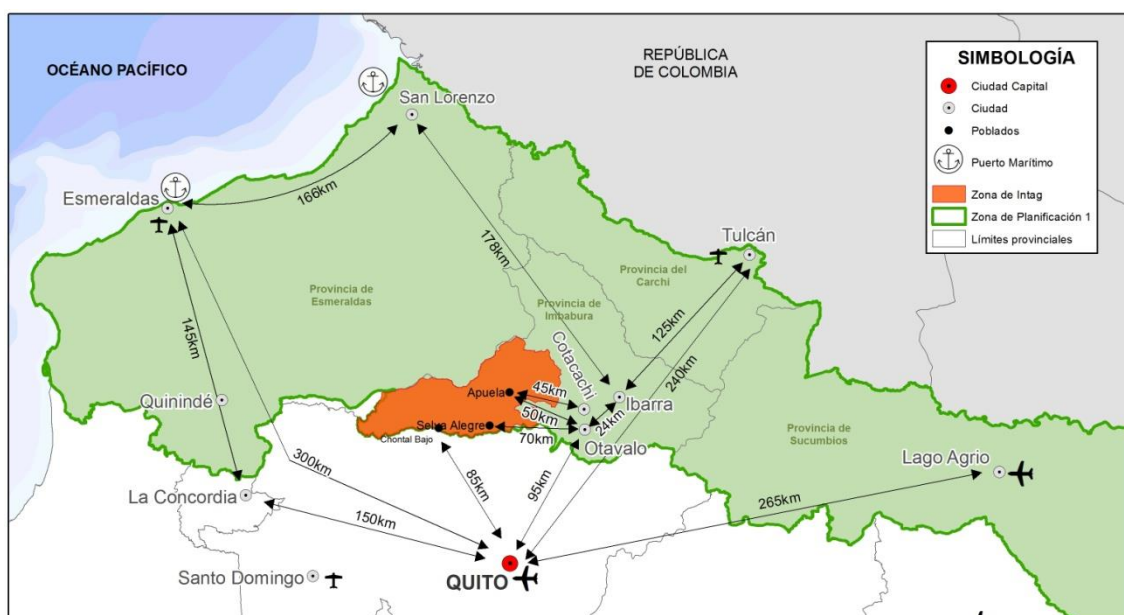 OCÉANO PACÍFICO
REPÚBLICA
DE COLOMBIA
SIMBOLOGÍA
Ciudad Capital
Ciudad
Poblados
Puerto Marítimo
Zona de Intag
Zona de Planificación 1
Límites provinciales
San Lorenzo
Esmeraldas
166km
178km
Tulcán
Provincia del
Carchi
Provincia de
Esmeraldas
Provincia de
Imbabura
125km
145km
240km
Cotacachi
Apuela
45km
Ibarra
Quinindé
50km
24km
Selva Alegre
Chontal Bajo
70km
Otavalo
Provincia de
Sucumbios
Lago Agrio
300km
85km
95km
265km
La Concordia
150km
Santo Domingo
QUITO